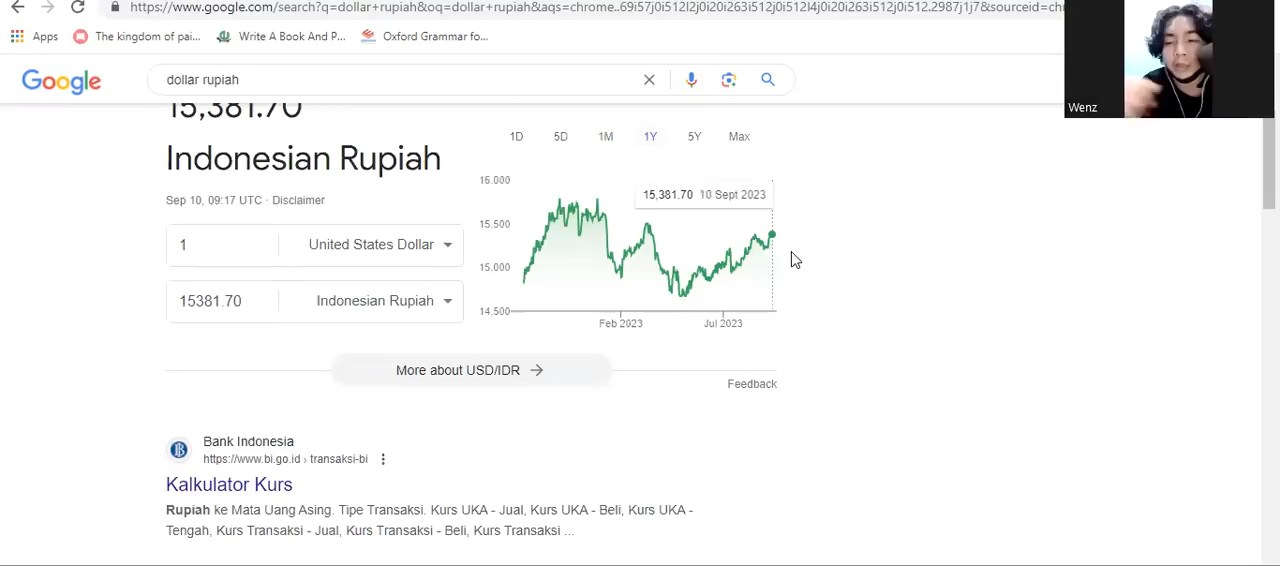 https://www.google.com/search?q=dollar+rupiah&oq=dollar+rupiah&aqs=chrome..69i57j0i512l2j0i20i263i512j0i512l4j0i20i263i512j0i512.2987j1j7&sourceid=chr
Apps
The kingdom of pai...
Write A Book And P...
Oxford Grammar fo...
Google
dollar rupiah
Wenz
15,381.70
Indonesian Rupiah
Sep 10, 09:17 UTC · Disclaimer
1 United States Dollar
15381.70 Indonesian Rupiah
1D 5D 1M 1Y 5Y Max
16.000
15.500
15.000
14.500
15,381.70 10 Sept 2023
Feb 2023 Jul 2023
More about USD/IDR →
Feedback
Bank Indonesia
https://www.bi.go.id › transaksi-bi
Kalkulator Kurs
Rupiah ke Mata Uang Asing. Tipe Transaksi. Kurs UKA - Jual, Kurs UKA - Beli, Kurs UKA -
Tengah, Kurs Transaksi - Jual, Kurs Transaksi - Beli, Kurs Transaksi ...